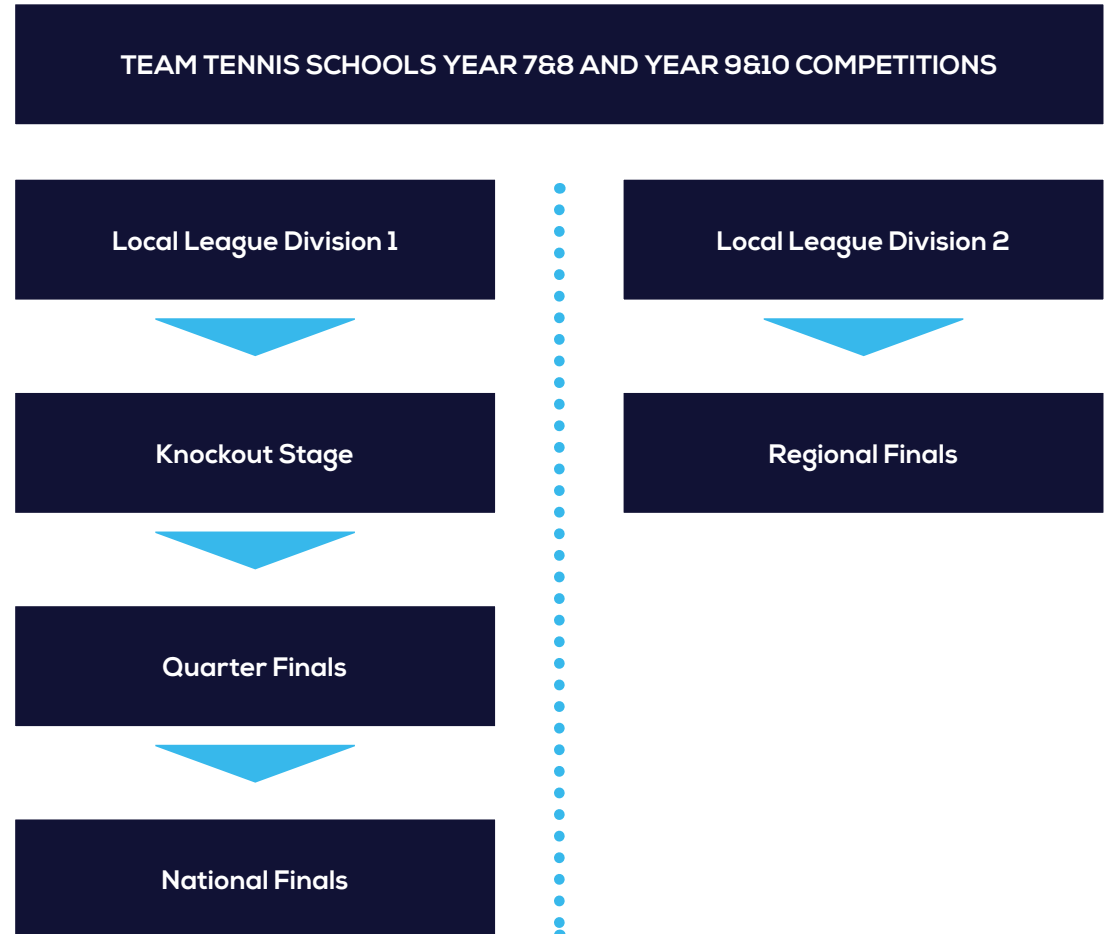 TEAM TENNIS SCHOOLS YEAR 7&8 AND YEAR 9&10 COMPETITIONS
Local League Division 1
Knockout Stage
Quarter Finals
National Finals
Local League Division 2
Regional Finals